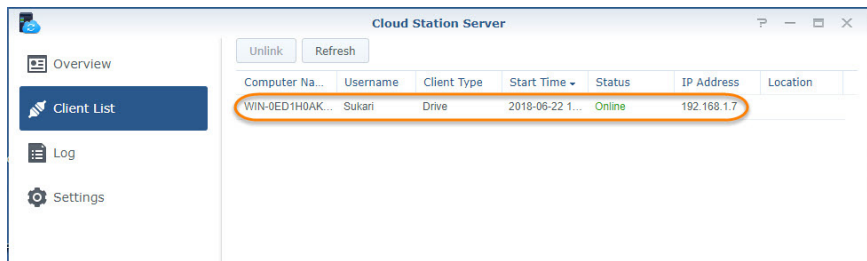 Cloud Station Server
Overview
Client List
Log
Settings
Unlink Refresh
Computer Na... Username Client Type Start Time Status IP Address Location
WIN-0ED1H0AK... Sukari Drive 2018-06-22 1... Online 192.168.1.7